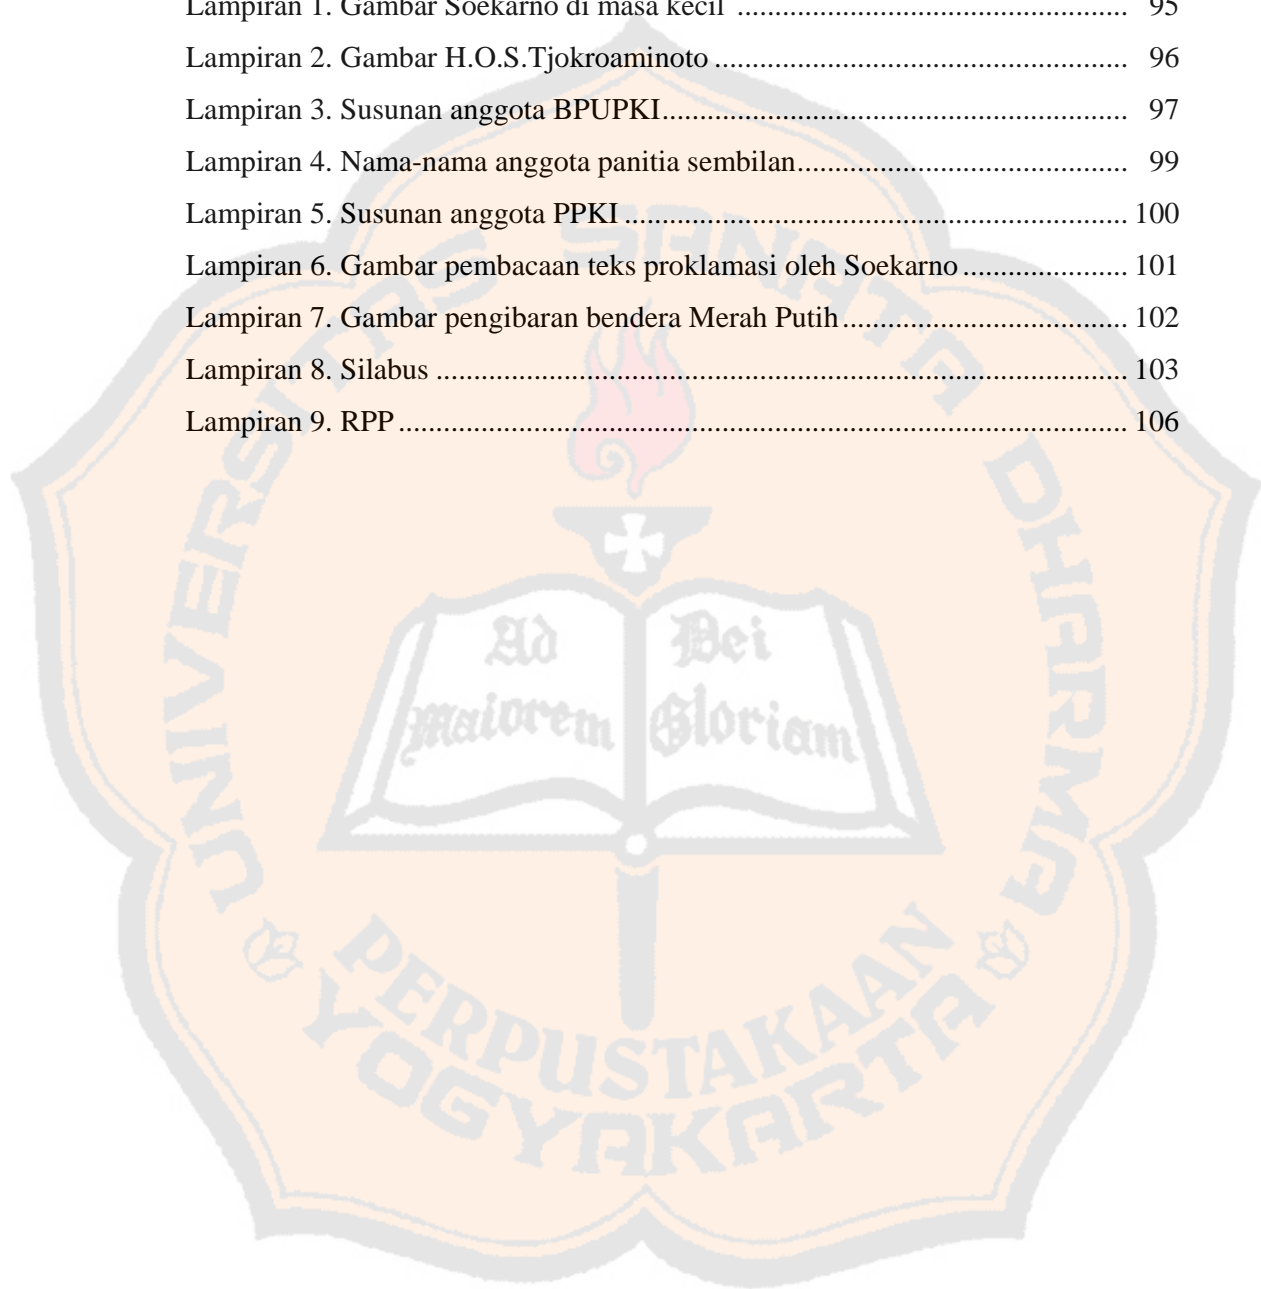 Lampiran 1. Gambar Soekarno di masa kecil ................................................ 95
Lampiran 2. Gambar H.O.S.Tjokroaminoto ................................................ 96
Lampiran 3. Susunan anggota BPUPKI................................................ 97
Lampiran 4. Nama-nama anggota panitia sembilan................................................ 99
Lampiran 5. Susunan anggota PPKI ................................................ 100
Lampiran 6. Gambar pembacaan teks proklamasi oleh Soekarno ...................... 101
Lampiran 7. Gambar pengibaran bendera Merah Putih ...................................... 102
Lampiran 8. Silabus ................................................ 103
Lampiran 9. RPP ................................................ 106
UNIVERSITAS SANATA DHARMA
Ad
maiorem
Dei
Gloriam
PERPUSTAKAAN
YOGYAKARTA